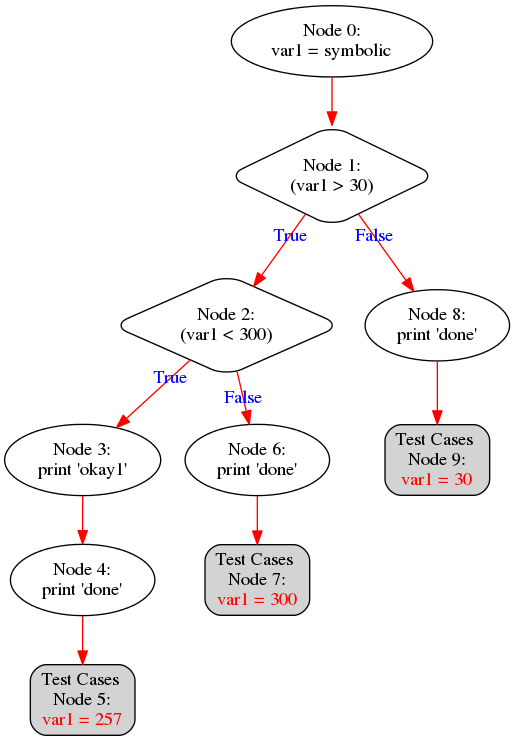 Node 0:
var1 = symbolic
Node 1:
(var1 > 30)
True
False
Node 2:
(var1 < 300)
Node 8:
print 'done'
True
False
Node 3:
print 'okay1'
Node 6:
print 'done'
Test Cases
Node 9:
var1 = 30
Node 4:
print 'done'
Test Cases
Node 7:
var1 = 300
Test Cases
Node 5:
var1 = 257